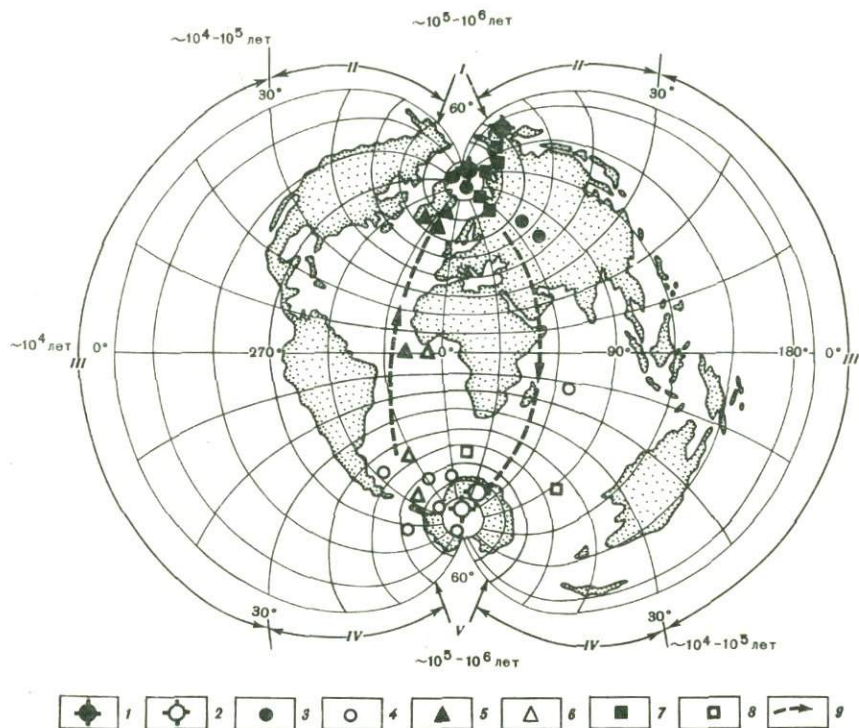 ~10⁵-10⁶ лет
~10⁴-10⁵ лет
II I II
30° 60° 30°
~10⁴ лет 0° 270° 0° 90° 180° 0°
III III
60°
30° 30°
IV V IV ~10⁴-10⁵ лет
~10⁵-10⁶ лет
1 2 3 4 5 6 7 8 9